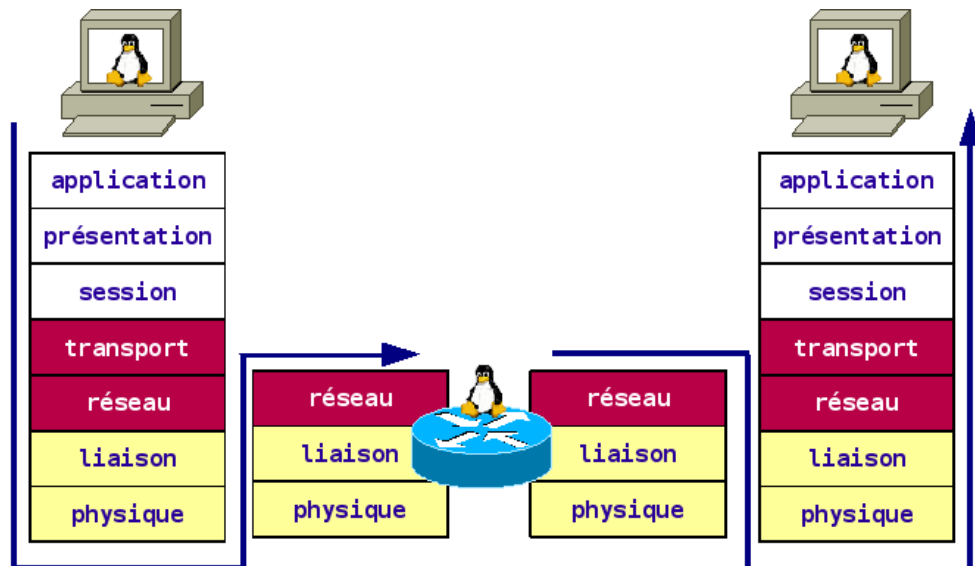 application
présentation
session
transport
réseau
liaison
physique
réseau
liaison
physique
réseau
liaison
physique
application
présentation
session
transport
réseau
liaison
physique